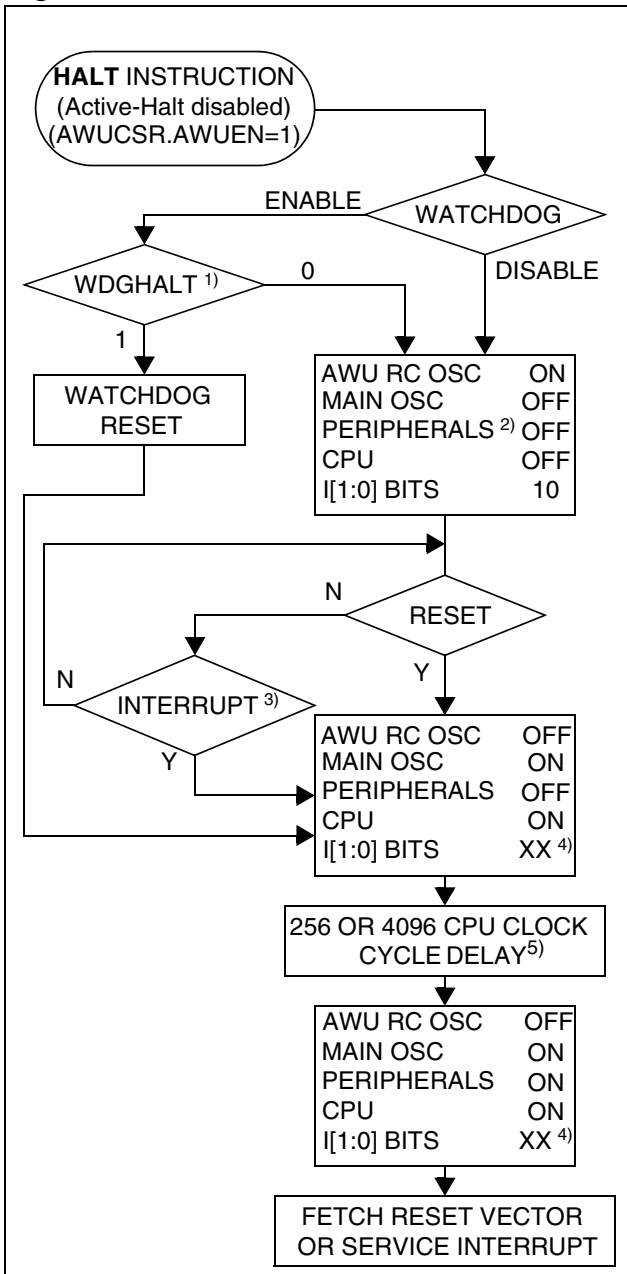 HALT INSTRUCTION
(Active-Halt disabled)
(AWUCSR.AWUEN=1)
ENABLE
WATCHDOG
WDGHALT 1)
0
DISABLE
1
WATCHDOG
RESET
AWU RC OSC ON
MAIN OSC OFF
PERIPHERALS 2) OFF
CPU OFF
I[1:0] BITS 10
N
RESET
N
INTERRUPT 3)
Y
Y
AWU RC OSC OFF
MAIN OSC ON
PERIPHERALS OFF
CPU ON
I[1:0] BITS XX 4)
256 OR 4096 CPU CLOCK
CYCLE DELAY5)
AWU RC OSC OFF
MAIN OSC ON
PERIPHERALS ON
CPU ON
I[1:0] BITS XX 4)
FETCH RESET VECTOR
OR SERVICE INTERRUPT